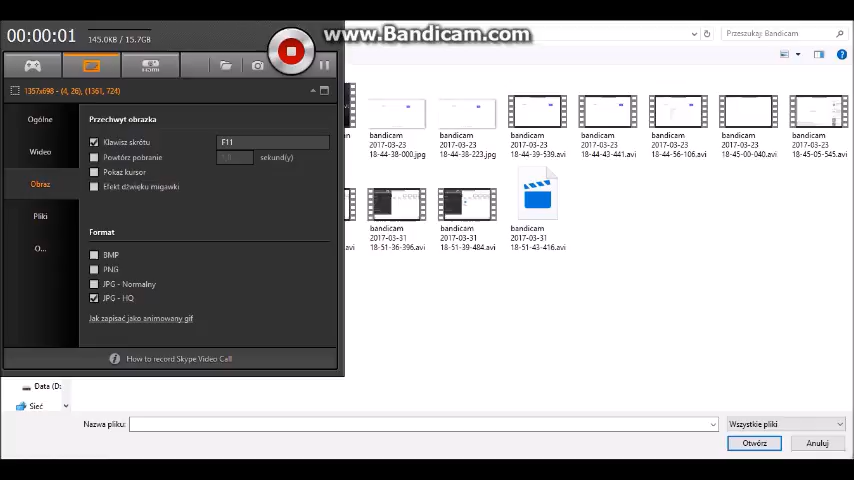 00:00:01
145.0KB / 15.7GB
www.Bandicam.com
Przeszukaj: Bandicam
HDMI
1357x698 - (4, 26), (1361, 724)
Ogólne
Wideo
Obraz
Pliki
O...
Przechwyt obrazka
Klawisz skrótu
F11
Powtórz pobranie
1,0
sekund(y)
Pokaż kursor
Efekt dźwięku migawki
Format
BMP
PNG
JPG - Normalny
JPG - HQ
Jak zapisać jako animowany gif
How to record Skype Video Call
bandicam
2017-03-23
18-44-38-000.jpg
bandicam
2017-03-23
18-44-38-223.jpg
bandicam
2017-03-23
18-44-39-539.avi
bandicam
2017-03-23
18-44-43-441.avi
bandicam
2017-03-23
18-44-56-106.avi
bandicam
2017-03-23
18-45-00-040.avi
bandicam
2017-03-23
18-45-05-545.avi
bandicam
2017-03-31
18-51-36-396.avi
bandicam
2017-03-31
18-51-39-484.avi
bandicam
2017-03-31
18-51-43-416.avi
Data (D:
Sieć
Nazwa pliku:
Wszystkie pliki
Otwórz
Anuluj